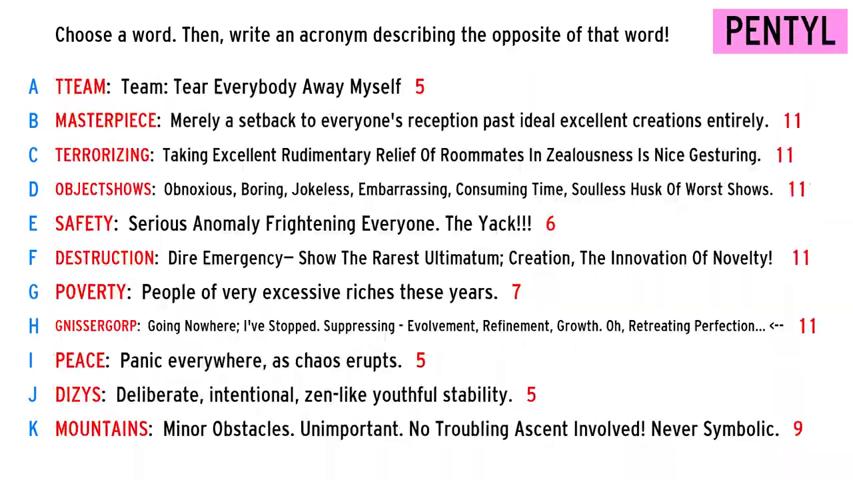 Choose a word. Then, write an acronym describing the opposite of that word!
PENTYL
A TTEAM: Team: Tear Everybody Away Myself 5
B MASTERPIECE: Merely a setback to everyone's reception past ideal excellent creations entirely. 11
C TERRORIZING: Taking Excellent Rudimentary Relief Of Roommates In Zealousness Is Nice Gesturing. 11
D OBJECTSHOWS: Obnoxious, Boring, Jokeless, Embarrassing, Consuming Time, Soulless Husk Of Worst Shows. 11
E SAFETY: Serious Anomaly Frightening Everyone. The Yack!!! 6
F DESTRUCTION: Dire Emergency— Show The Rarest Ultimatum; Creation, The Innovation Of Novelty! 11
G POVERTY: People of very excessive riches these years. 7
H GNISSERGORP: Going Nowhere; I've Stopped. Suppressing - Evolvement, Refinement, Growth. Oh, Retreating Perfection... <-- 11
I PEACE: Panic everywhere, as chaos erupts. 5
J DIZYS: Deliberate, intentional, zen-like youthful stability. 5
K MOUNTAINS: Minor Obstacles. Unimportant. No Troubling Ascent Involved! Never Symbolic. 9